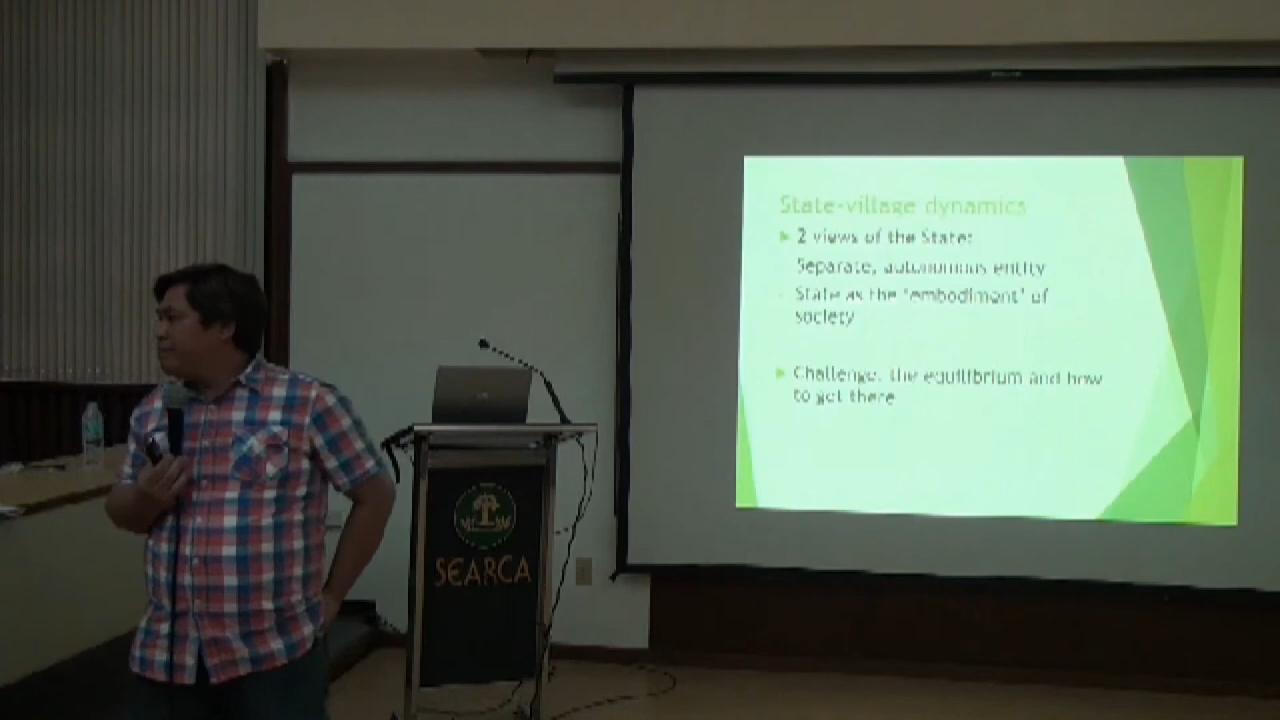 State-village dynamics
2 views of the State:
Separate, autonomous entity
State as the "embodiment" of
society
Challenge: the equilibrium and how
to get there
SEARCA